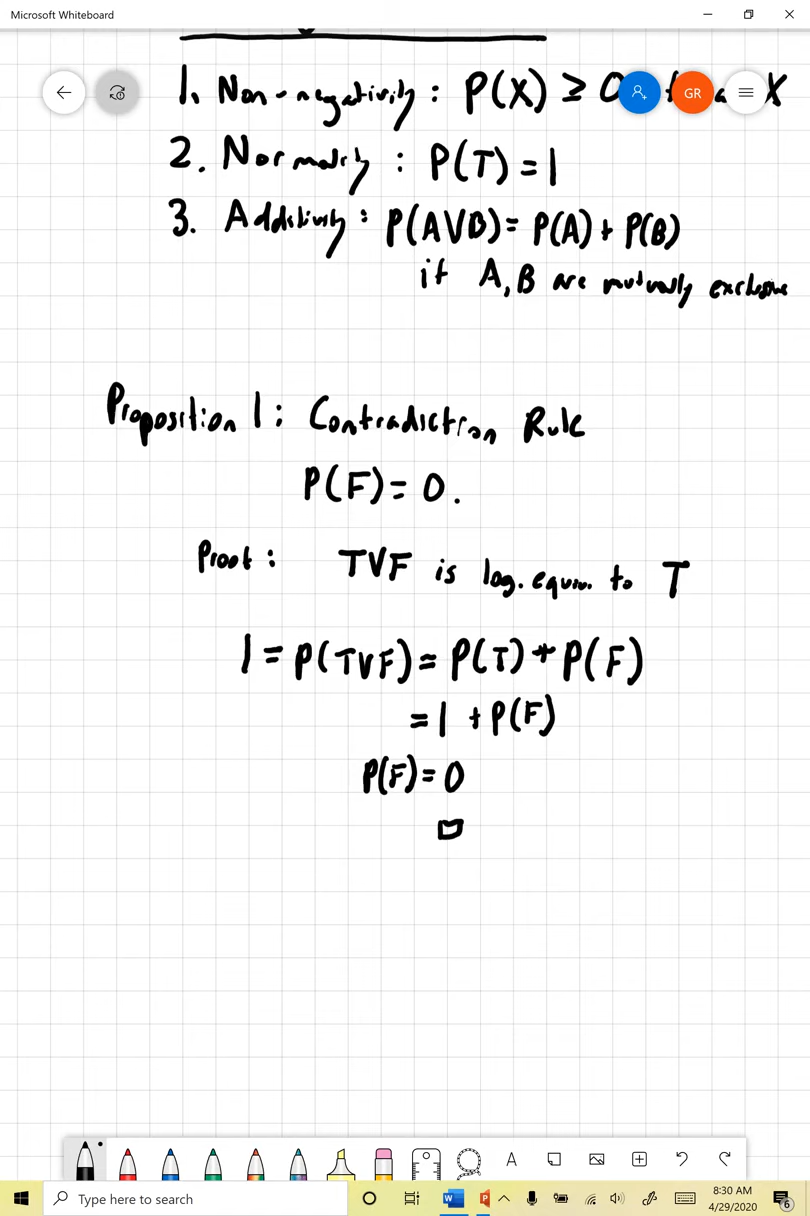 Microsoft Whiteboard
1. Non-negativity : P(X) ≥ 0 X
GR
2. Normality : P(T) = 1
3. Additivity : P(A∨B) = P(A) + P(B)
if A, B are mutually exclusive
Proposition 1 : Contradiction Rule
P(F) = 0.
Proof : T∨F is log. equiv. to T
1 = P(T∨F) = P(T) + P(F)
= 1 + P(F)
P(F) = 0
□
A
Type here to search
8:30 AM
4/29/2020
6